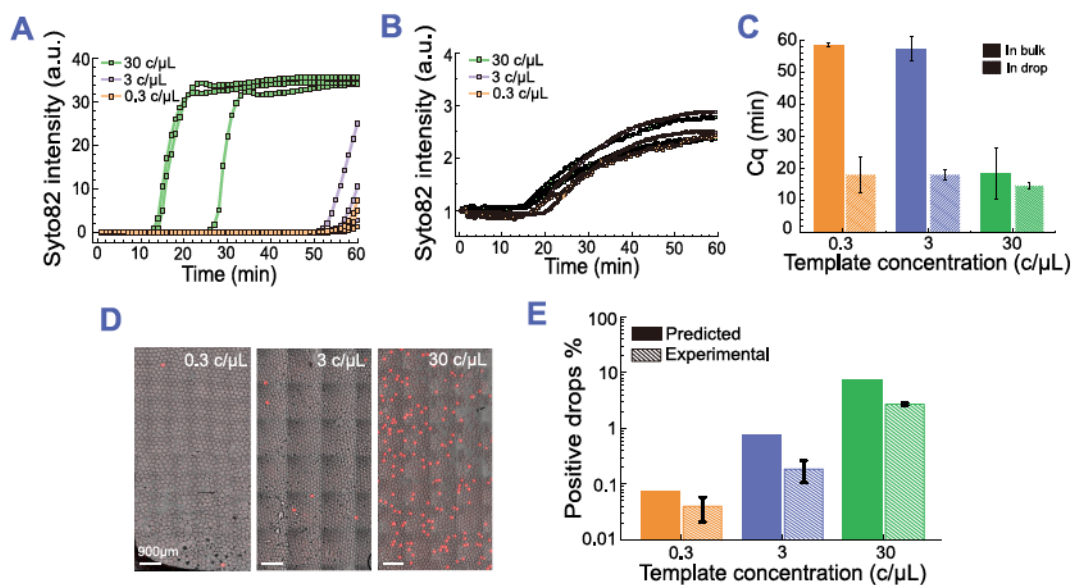 A
Syto82 intensity (a.u.)
40
30
20
10
0
30 c/µL
3 c/µL
0.3 c/µL
0 10 20 30 40 50 60
Time (min)
B
Syto82 intensity (a.u.)
4
3
2
1
0
30 c/µL
3 c/µL
0.3 c/µL
0 10 20 30 40 50 60
Time (min)
C
Cq (min)
60
40
20
10
0
In bulk
In drop
0.3 3 30
Template concentration (c/µL)
D
0.3 c/µL
3 c/µL
30 c/µL
900µm
E
Positive drops %
100
10
1
0.1
0.01
Predicted
Experimental
0.3 3 30
Template concentration (c/µL)